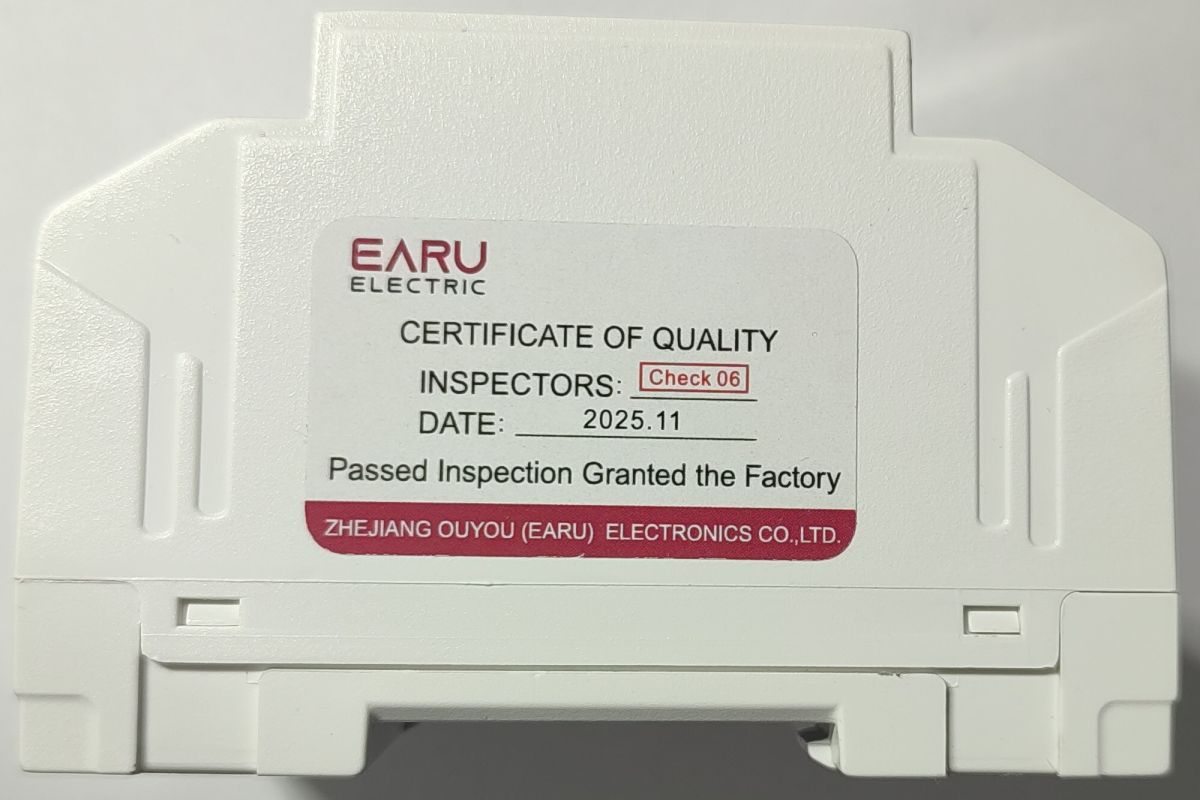 EARU
ELECTRIC
CERTIFICATE OF QUALITY
INSPECTORS: Check 06
DATE: 2025.11
Passed Inspection Granted the Factory
ZHEJIANG OUYOU (EARU) ELECTRONICS CO.,LTD.